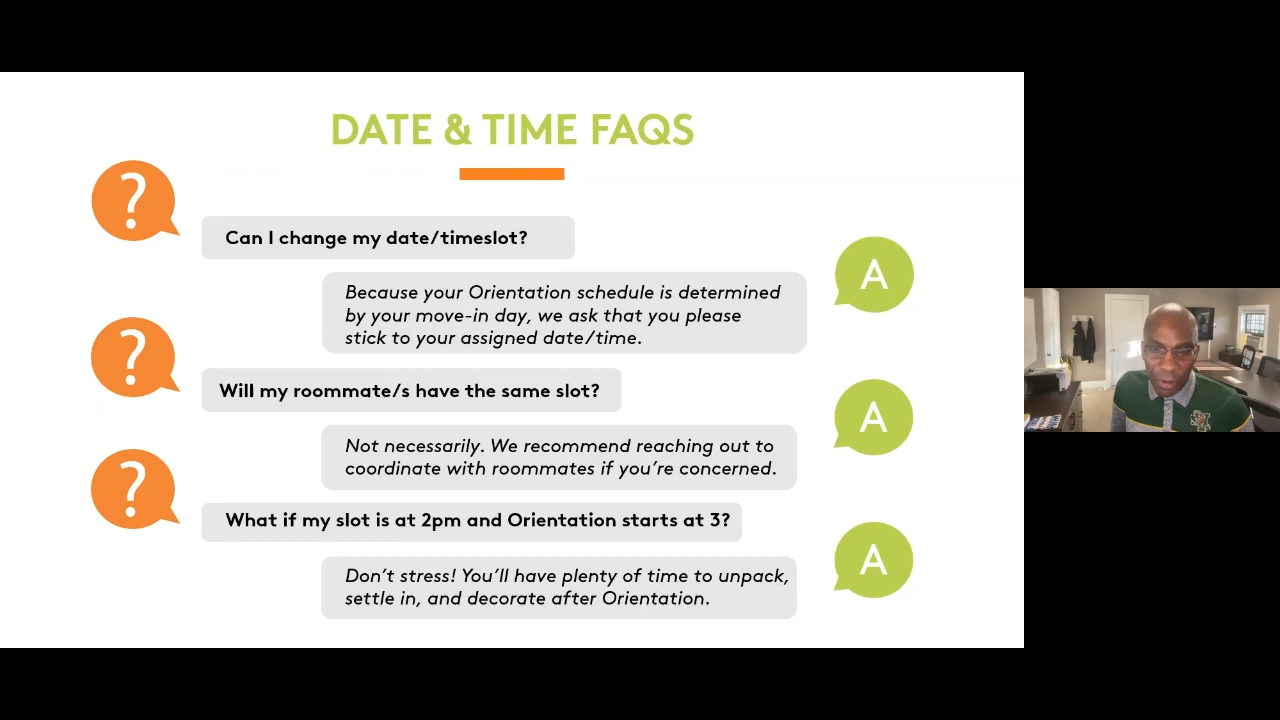 DATE & TIME FAQS
?
Can I change my date/timeslot?
A
Because your Orientation schedule is determined
by your move-in day, we ask that you please
stick to your assigned date/time.
?
Will my roommate/s have the same slot?
A
Not necessarily. We recommend reaching out to
coordinate with roommates if you're concerned.
?
What if my slot is at 2pm and Orientation starts at 3?
A
Don't stress! You'll have plenty of time to unpack,
settle in, and decorate after Orientation.